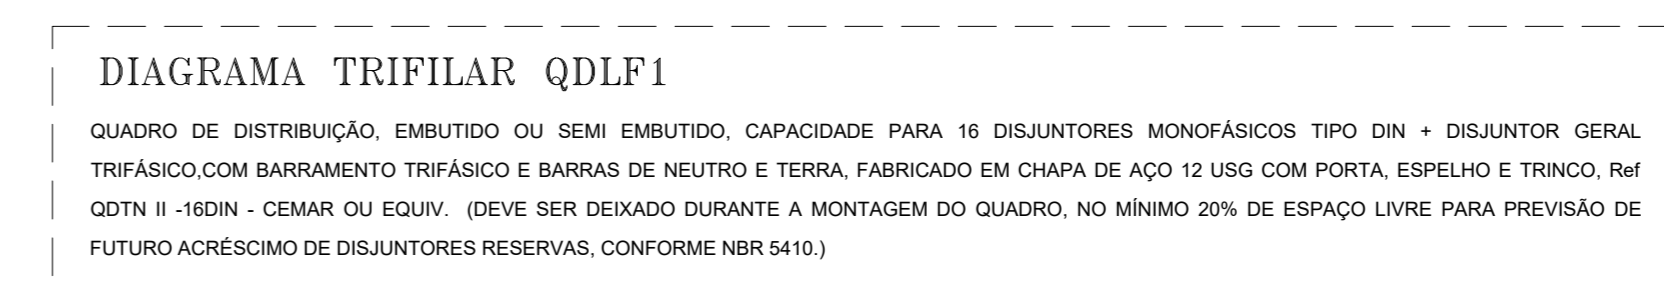 DIAGRAMA TRIFILAR QDLF1
QUADRO DE DISTRIBUIÇÃO, EMBUTIDO OU SEMI EMBUTIDO, CAPACIDADE PARA 16 DISJUNTORES MONOFÁSICOS TIPO DIN + DISJUNTOR GERAL
TRIFÁSICO,COM BARRAMENTO TRIFÁSICO E BARRAS DE NEUTRO E TERRA, FABRICADO EM CHAPA DE AÇO 12 USG COM PORTA, ESPELHO E TRINCO, Ref
QDTN II -16DIN - CEMAR OU EQUIV. (DEVE SER DEIXADO DURANTE A MONTAGEM DO QUADRO, NO MÍNIMO 20% DE ESPAÇO LIVRE PARA PREVISÃO DE
FUTURO ACRÉSCIMO DE DISJUNTORES RESERVAS, CONFORME NBR 5410.)